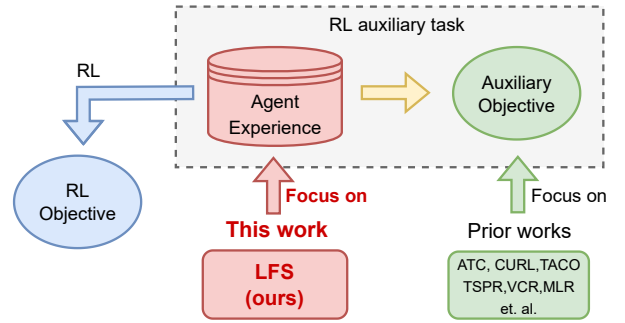 RL auxiliary task
RL
Agent
Experience
Auxiliary
Objective
RL
Objective
Focus on
Focus on
This work
Prior works
LFS
(ours)
ATC, CURL,TACO
TSPR,VCR,MLR
et. al.